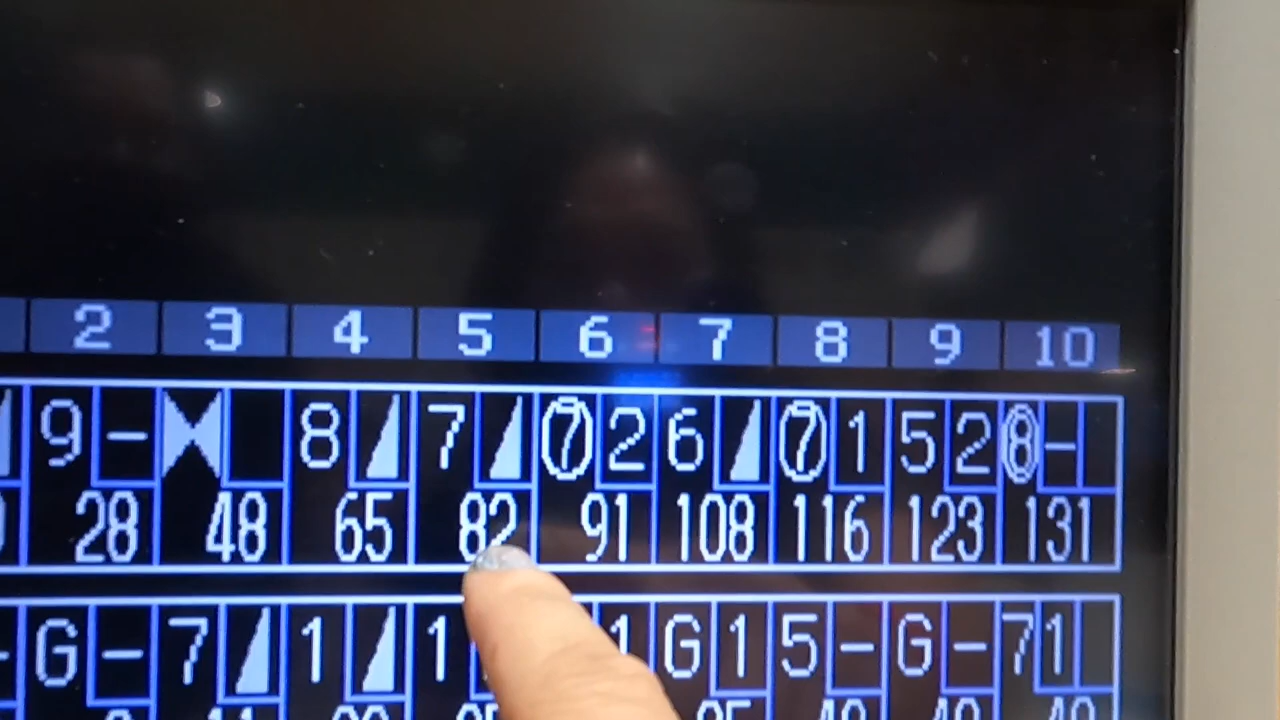 2 3 4 5 6 7 8 9 10
9 - 8 7 7 2 6 7 1 5 2 8 -
28 48 65 82 91 108 116 123 131
G - 7 1 1 1 G 1 5 - G - 7 1